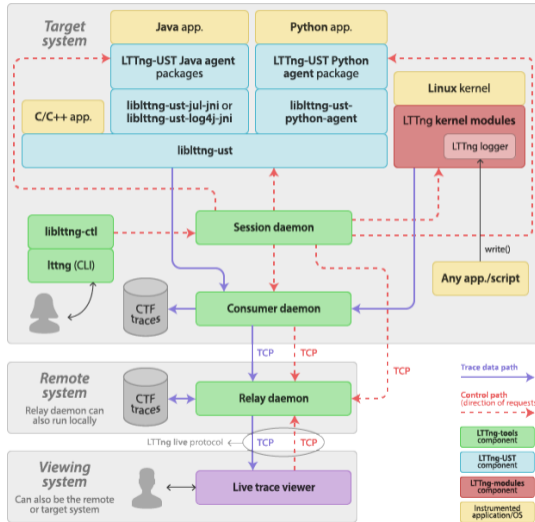 Target
system
Java app.
Python app.
LTTng-UST Java agent
packages
LTTng-UST Python
agent package
Linux kernel
C/C++ app.
liblttng-ust-jul-jni or
liblttng-ust-log4j-jni
liblttng-ust-
python-agent
LTTng kernel modules
LTTng logger
liblttng-ust
liblttng-ctl
Session daemon
lttng (CLI)
write()
Any app./script
CTF
traces
Consumer daemon
TCP
TCP
TCP
Remote
system
Relay daemon can
also run locally
CTF
traces
Relay daemon
LTTng live protocol
TCP
TCP
Viewing
system
Can also be the remote
or target system
Live trace viewer
Trace data path
Control path
(direction of requests)
LTTng-tools
component
LTTng-UST
component
LTTng-modules
component
Instrumented
application/OS